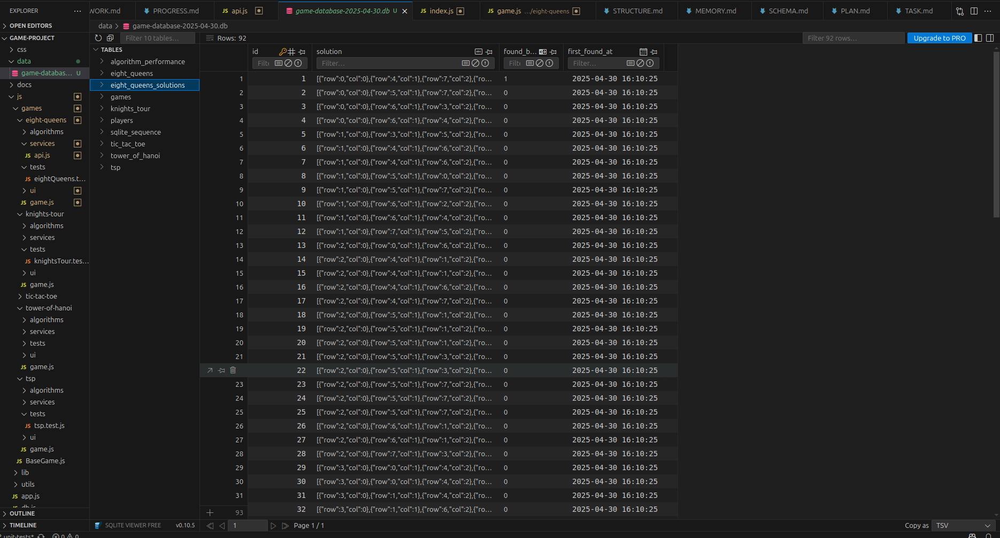 EXPLORER
WORK.md
PROGRESS.md
JS api.js
game-database-2025-04-30.db U
JS index.js
JS game.js .../eight-queens
STRUCTURE.md
MEMORY.md
SCHEMA.md
PLAN.md
TASK.md
OPEN EDITORS
data > game-database-2025-04-30.db
GAME-PROJECT
css
data
game-databas... U
docs
js
games
eight-queens
algorithms
services
JS api.js
tests
JS eightQueens.t...
ui
JS game.js
knights-tour
algorithms
services
tests
JS knightsTour.tes...
ui
JS game.js
tic-tac-toe
tower-of-hanoi
algorithms
services
tests
ui
JS game.js
tsp
algorithms
services
tests
JS tsp.test.js
ui
JS game.js
JS BaseGame.js
lib
utils
JS app.js
JS db.js
OUTLINE
TIMELINE
unit-tests* 0 0
Filter 10 tables...
TABLES
algorithm_performance
eight_queens
eight_queens_solutions
games
knights_tour
players
sqlite_sequence
tic_tac_toe
tower_of_hanoi
tsp
SQLITE VIEWER FREE v0.10.5
Rows: 92
Filter 92 rows...
Upgrade to PRO
id solution found_b... first_found_at
Filte Filter... Filte Filter...
1 1 [{"row":0,"col":0},{"row":4,"col":1},{"row":7,"col":2},{"ro... 1 2025-04-30 16:10:25
2 2 [{"row":0,"col":0},{"row":5,"col":1},{"row":7,"col":2},{"ro... 0 2025-04-30 16:10:25
3 3 [{"row":0,"col":0},{"row":6,"col":1},{"row":3,"col":2},{"ro... 0 2025-04-30 16:10:25
4 4 [{"row":0,"col":0},{"row":6,"col":1},{"row":4,"col":2},{"ro... 0 2025-04-30 16:10:25
5 5 [{"row":1,"col":0},{"row":3,"col":1},{"row":5,"col":2},{"ro... 0 2025-04-30 16:10:25
6 6 [{"row":1,"col":0},{"row":4,"col":1},{"row":6,"col":2},{"ro... 0 2025-04-30 16:10:25
7 7 [{"row":1,"col":0},{"row":4,"col":1},{"row":6,"col":2},{"ro... 0 2025-04-30 16:10:25
8 8 [{"row":1,"col":0},{"row":5,"col":1},{"row":0,"col":2},{"ro... 0 2025-04-30 16:10:25
9 9 [{"row":1,"col":0},{"row":5,"col":1},{"row":7,"col":2},{"ro... 0 2025-04-30 16:10:25
10 10 [{"row":1,"col":0},{"row":6,"col":1},{"row":2,"col":2},{"ro... 0 2025-04-30 16:10:25
11 11 [{"row":1,"col":0},{"row":6,"col":1},{"row":4,"col":2},{"ro... 0 2025-04-30 16:10:25
12 12 [{"row":1,"col":0},{"row":7,"col":1},{"row":5,"col":2},{"ro... 0 2025-04-30 16:10:25
13 13 [{"row":2,"col":0},{"row":0,"col":1},{"row":6,"col":2},{"ro... 0 2025-04-30 16:10:25
14 14 [{"row":2,"col":0},{"row":4,"col":1},{"row":1,"col":2},{"ro... 0 2025-04-30 16:10:25
15 15 [{"row":2,"col":0},{"row":4,"col":1},{"row":1,"col":2},{"ro... 0 2025-04-30 16:10:25
16 16 [{"row":2,"col":0},{"row":4,"col":1},{"row":6,"col":2},{"ro... 0 2025-04-30 16:10:25
17 17 [{"row":2,"col":0},{"row":4,"col":1},{"row":7,"col":2},{"ro... 0 2025-04-30 16:10:25
18 18 [{"row":2,"col":0},{"row":5,"col":1},{"row":1,"col":2},{"ro... 0 2025-04-30 16:10:25
19 19 [{"row":2,"col":0},{"row":5,"col":1},{"row":1,"col":2},{"ro... 0 2025-04-30 16:10:25
20 20 [{"row":2,"col":0},{"row":5,"col":1},{"row":1,"col":2},{"ro... 0 2025-04-30 16:10:25
21 21 [{"row":2,"col":0},{"row":5,"col":1},{"row":3,"col":2},{"ro... 0 2025-04-30 16:10:25
22 [{"row":2,"col":0},{"row":5,"col":1},{"row":3,"col":2},{"ro... 0 2025-04-30 16:10:25
23 23 [{"row":2,"col":0},{"row":5,"col":1},{"row":7,"col":2},{"ro... 0 2025-04-30 16:10:25
24 24 [{"row":2,"col":0},{"row":5,"col":1},{"row":7,"col":2},{"ro... 0 2025-04-30 16:10:25
25 25 [{"row":2,"col":0},{"row":5,"col":1},{"row":7,"col":2},{"ro... 0 2025-04-30 16:10:25
26 26 [{"row":2,"col":0},{"row":6,"col":1},{"row":1,"col":2},{"ro... 0 2025-04-30 16:10:25
27 27 [{"row":2,"col":0},{"row":6,"col":1},{"row":1,"col":2},{"ro... 0 2025-04-30 16:10:25
28 28 [{"row":2,"col":0},{"row":7,"col":1},{"row":3,"col":2},{"ro... 0 2025-04-30 16:10:25
29 29 [{"row":3,"col":0},{"row":0,"col":1},{"row":4,"col":2},{"ro... 0 2025-04-30 16:10:25
30 30 [{"row":3,"col":0},{"row":0,"col":1},{"row":4,"col":2},{"ro... 0 2025-04-30 16:10:25
31 31 [{"row":3,"col":0},{"row":1,"col":1},{"row":4,"col":2},{"ro... 0 2025-04-30 16:10:25
32 [{"row":3,"col":0},{"row":1,"col":1},{"row":6,"col":2},{"ro... 0 2025-04-30 16:10:25
93
1 Page 1 / 1
Copy as TSV